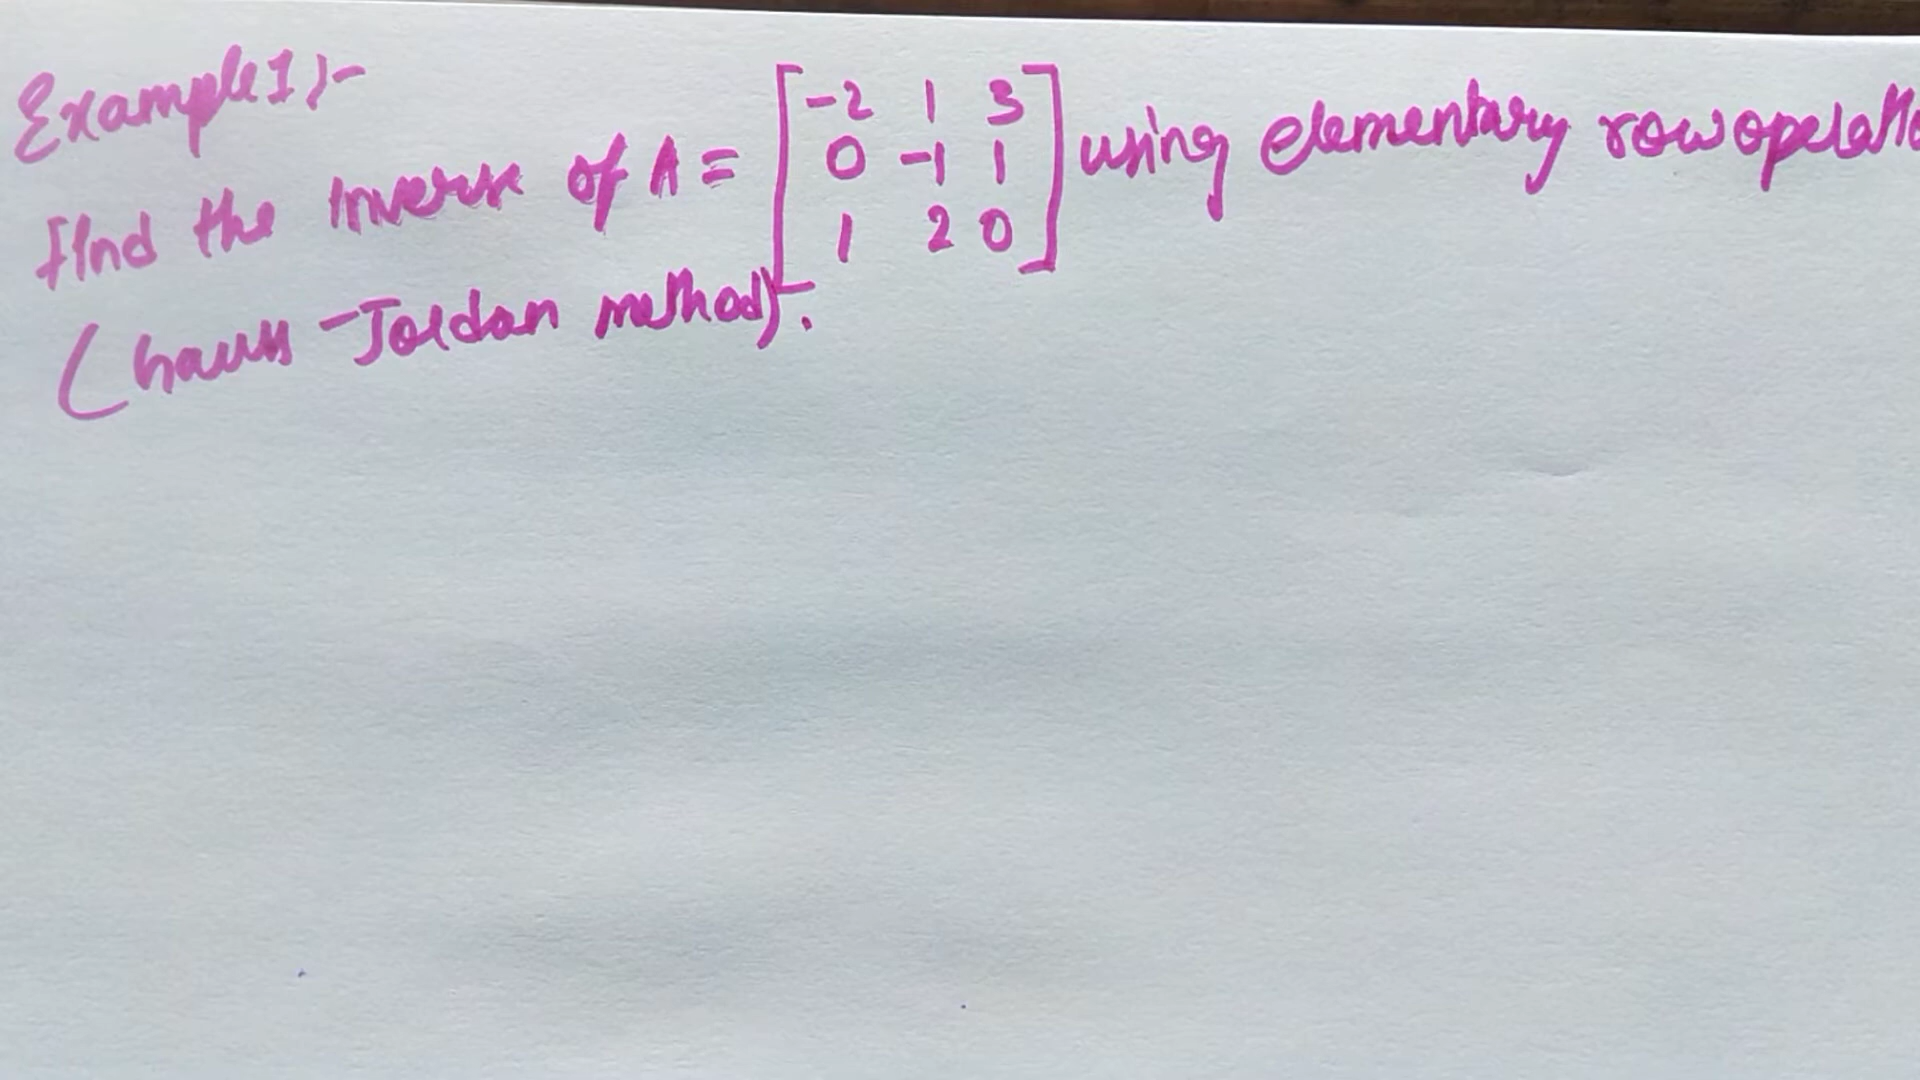 Example 1:-
find the inverse of A = [-2 1 3
0 -1 1
1 2 0] using elementary row operatio
(Gauss-Jordan method).